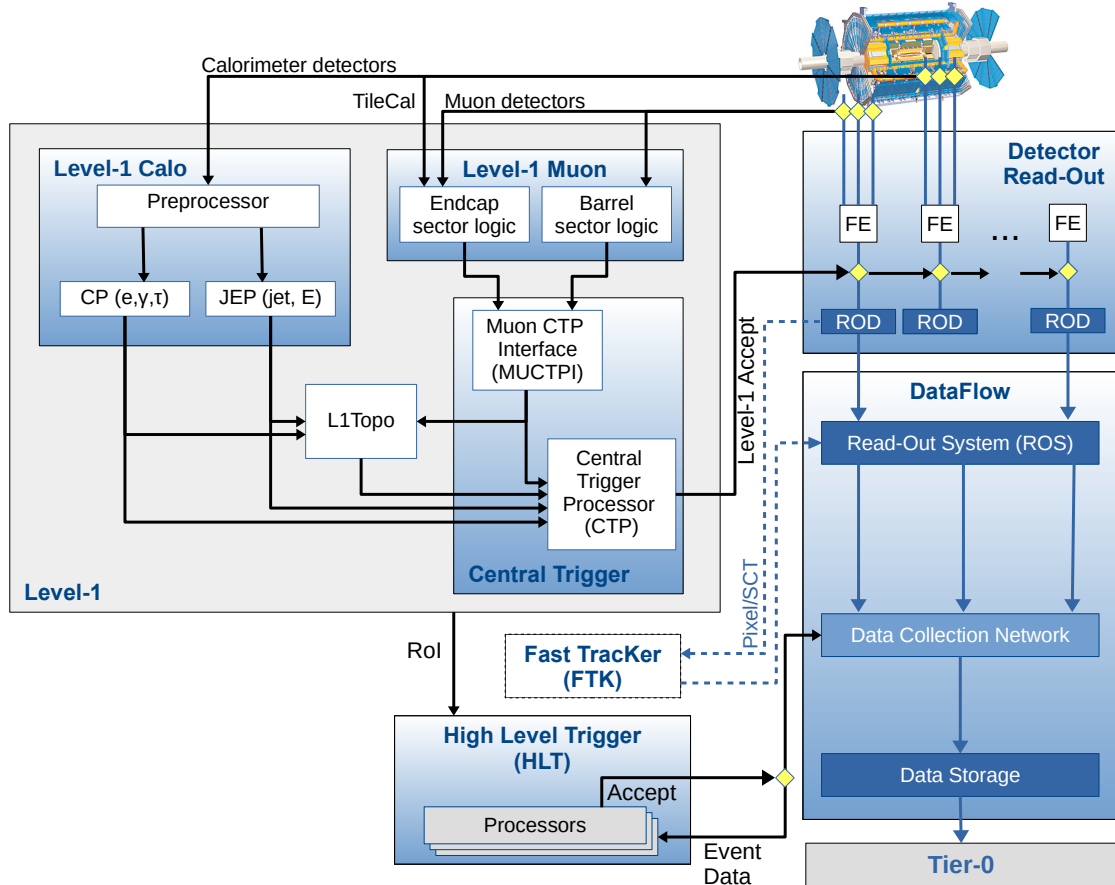 Calorimeter detectors
TileCal
Muon detectors
Level-1 Calo
Preprocessor
CP (e,γ,τ)
JEP (jet, E)
Level-1 Muon
Endcap
sector logic
Barrel
sector logic
Muon CTP
Interface
(MUCTPI)
L1Topo
Central
Trigger
Processor
(CTP)
Central Trigger
Level-1
Level-1 Accept
Detector
Read-Out
FE
FE
...
FE
ROD
ROD
ROD
DataFlow
Read-Out System (ROS)
Pixel/SCT
Data Collection Network
Data Storage
Tier-0
RoI
Fast TracKer
(FTK)
High Level Trigger
(HLT)
Accept
Processors
Event
Data